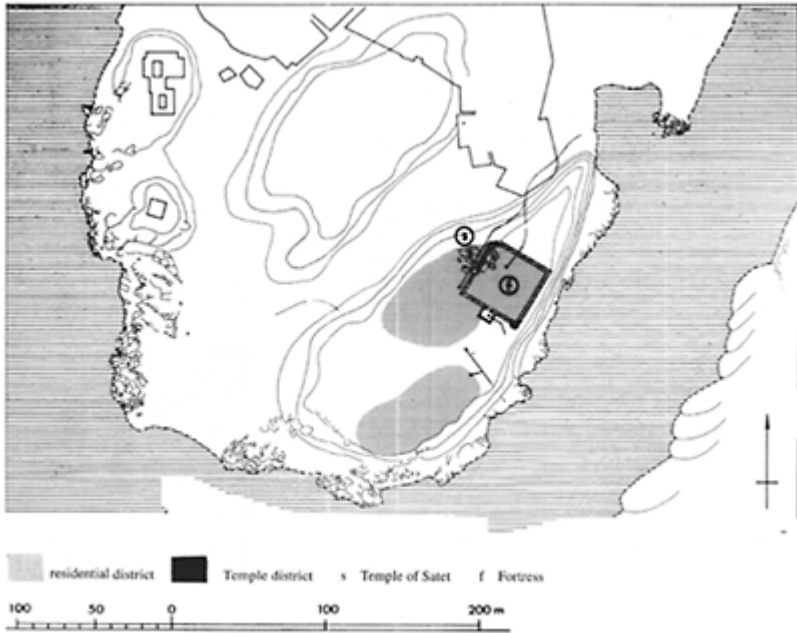 s
f
residential district Temple district s Temple of Satet f Fortress
100 50 0 100 200 m